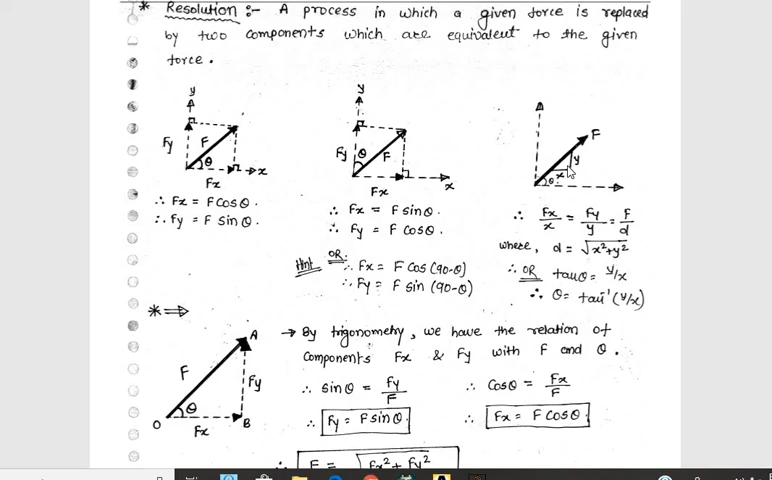 * Resolution :- A process in which a given force is replaced
by two components which are equivalent to the given
force.
y
Fy F θ
Fx x
∴ Fx = F cosθ.
∴ Fy = F sinθ.
y
Fy θ F
Fx x
∴ Fx = F sinθ.
∴ Fy = F cosθ.
Hint OR: ∴ Fx = F cos (90-θ)
∴ Fy = F sin (90-θ)
F
y
θ x
∴ Fx/x = Fy/y = F/d
where, d = √x²+y²
∴ OR tanθ = y/x
∴ θ = tan⁻¹ (y/x)
* ⇒
A
F Fy
θ
O Fx B
→ By trigonometry, we have the relation of
components Fx & Fy with F and θ.
∴ sinθ = Fy/F ∴ cosθ = Fx/F
∴ Fy = F sinθ. ∴ Fx = F cosθ.
∴ F = √Fx² + Fy²